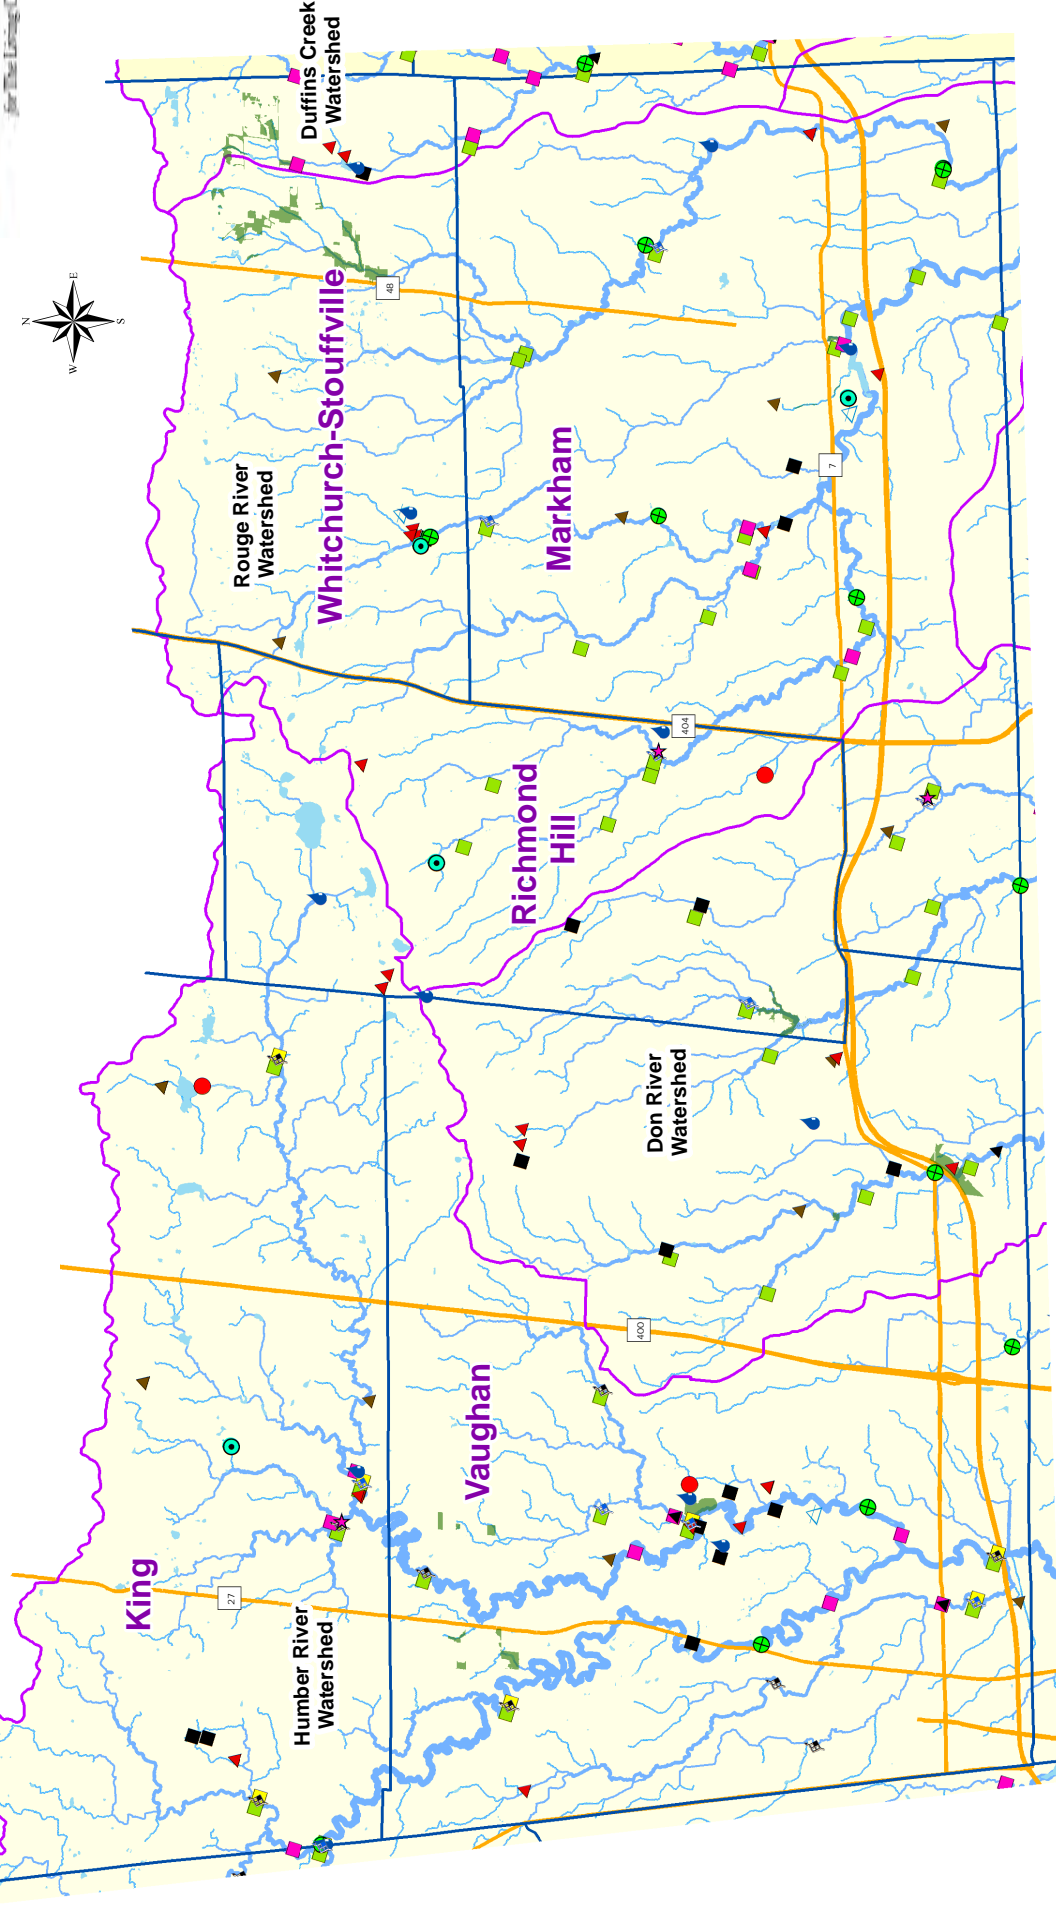 Duffins Creek
Watershed
N
E
S
W
48
Whitchurch-Stouffville
Rouge River
Watershed
Markham
7
404
Richmond
Hill
Don River
Watershed
400
Vaughan
King
27
Humber River
Watershed